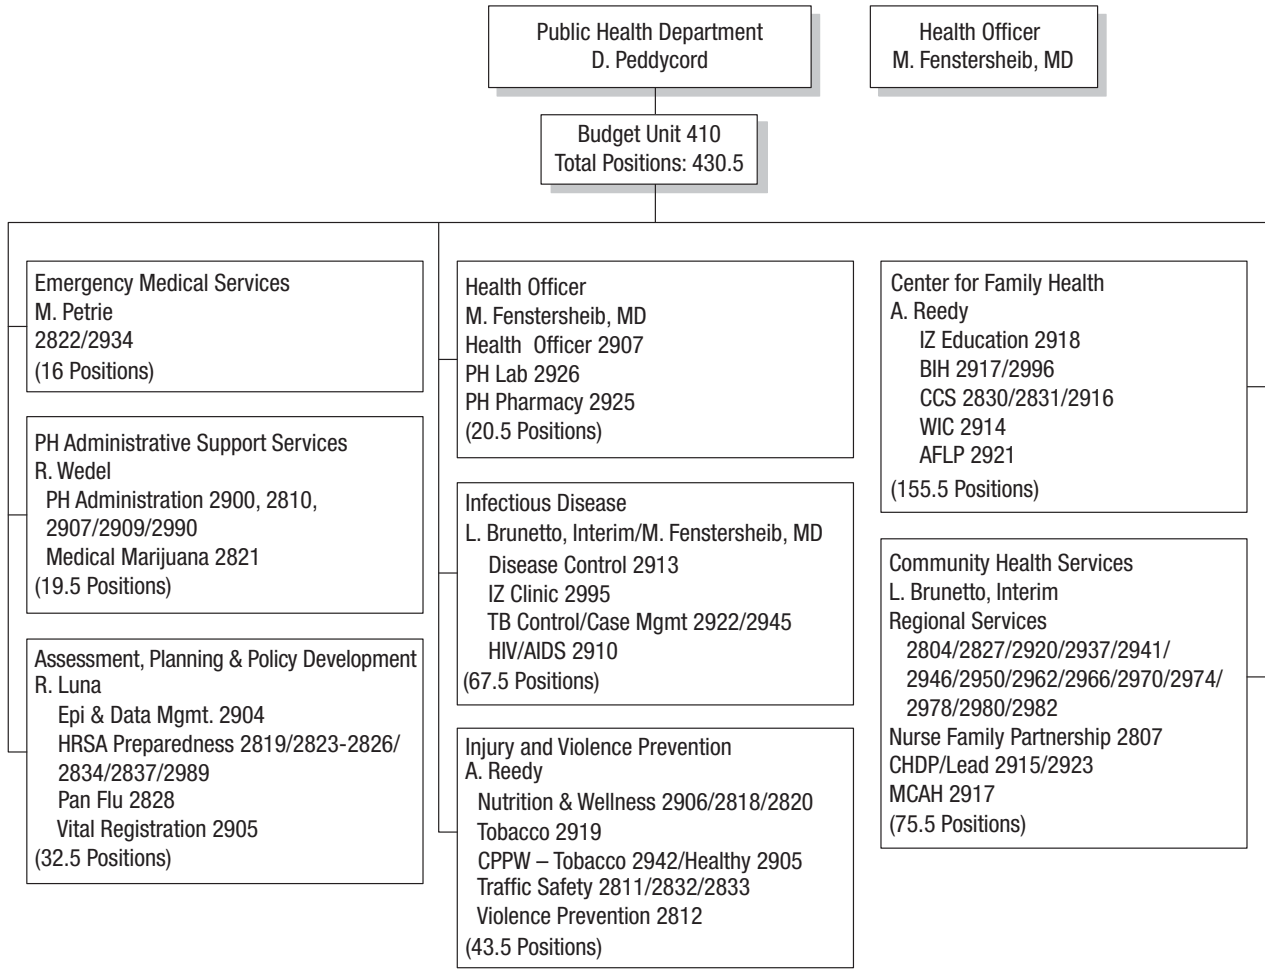 Public Health Department
D. Peddycord
Health Officer
M. Fenstersheib, MD
Budget Unit 410
Total Positions: 430.5
Emergency Medical Services
M. Petrie
2822/2934
(16 Positions)
PH Administrative Support Services
R. Wedel
PH Administration 2900, 2810,
2907/2909/2990
Medical Marijuana 2821
(19.5 Positions)
Assessment, Planning & Policy Development
R. Luna
Epi & Data Mgmt. 2904
HRSA Preparedness 2819/2823-2826/
2834/2837/2989
Pan Flu 2828
Vital Registration 2905
(32.5 Positions)
Health Officer
M. Fenstersheib, MD
Health Officer 2907
PH Lab 2926
PH Pharmacy 2925
(20.5 Positions)
Infectious Disease
L. Brunetto, Interim/M. Fenstersheib, MD
Disease Control 2913
IZ Clinic 2995
TB Control/Case Mgmt 2922/2945
HIV/AIDS 2910
(67.5 Positions)
Injury and Violence Prevention
A. Reedy
Nutrition & Wellness 2906/2818/2820
Tobacco 2919
CPPW – Tobacco 2942/Healthy 2905
Traffic Safety 2811/2832/2833
Violence Prevention 2812
(43.5 Positions)
Center for Family Health
A. Reedy
IZ Education 2918
BIH 2917/2996
CCS 2830/2831/2916
WIC 2914
AFLP 2921
(155.5 Positions)
Community Health Services
L. Brunetto, Interim
Regional Services
2804/2827/2920/2937/2941/
2946/2950/2962/2966/2970/2974/
2978/2980/2982
Nurse Family Partnership 2807
CHDP/Lead 2915/2923
MCAH 2917
(75.5 Positions)